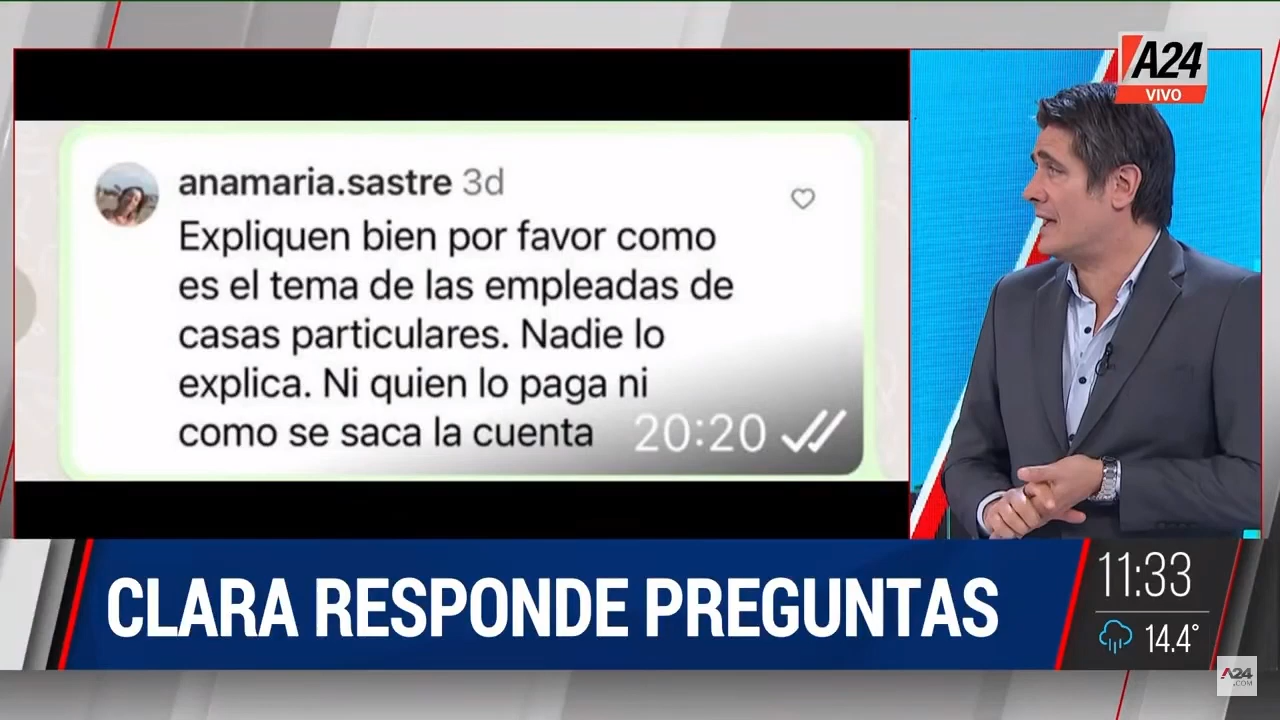 A24
VIVO
anamaria.sastre 3d
Expliquen bien por favor como
es el tema de las empleadas de
casas particulares. Nadie lo
explica. Ni quien lo paga ni
como se saca la cuenta
20:20
CLARA RESPONDE PREGUNTAS
11:33
14.4°
A24
.COM